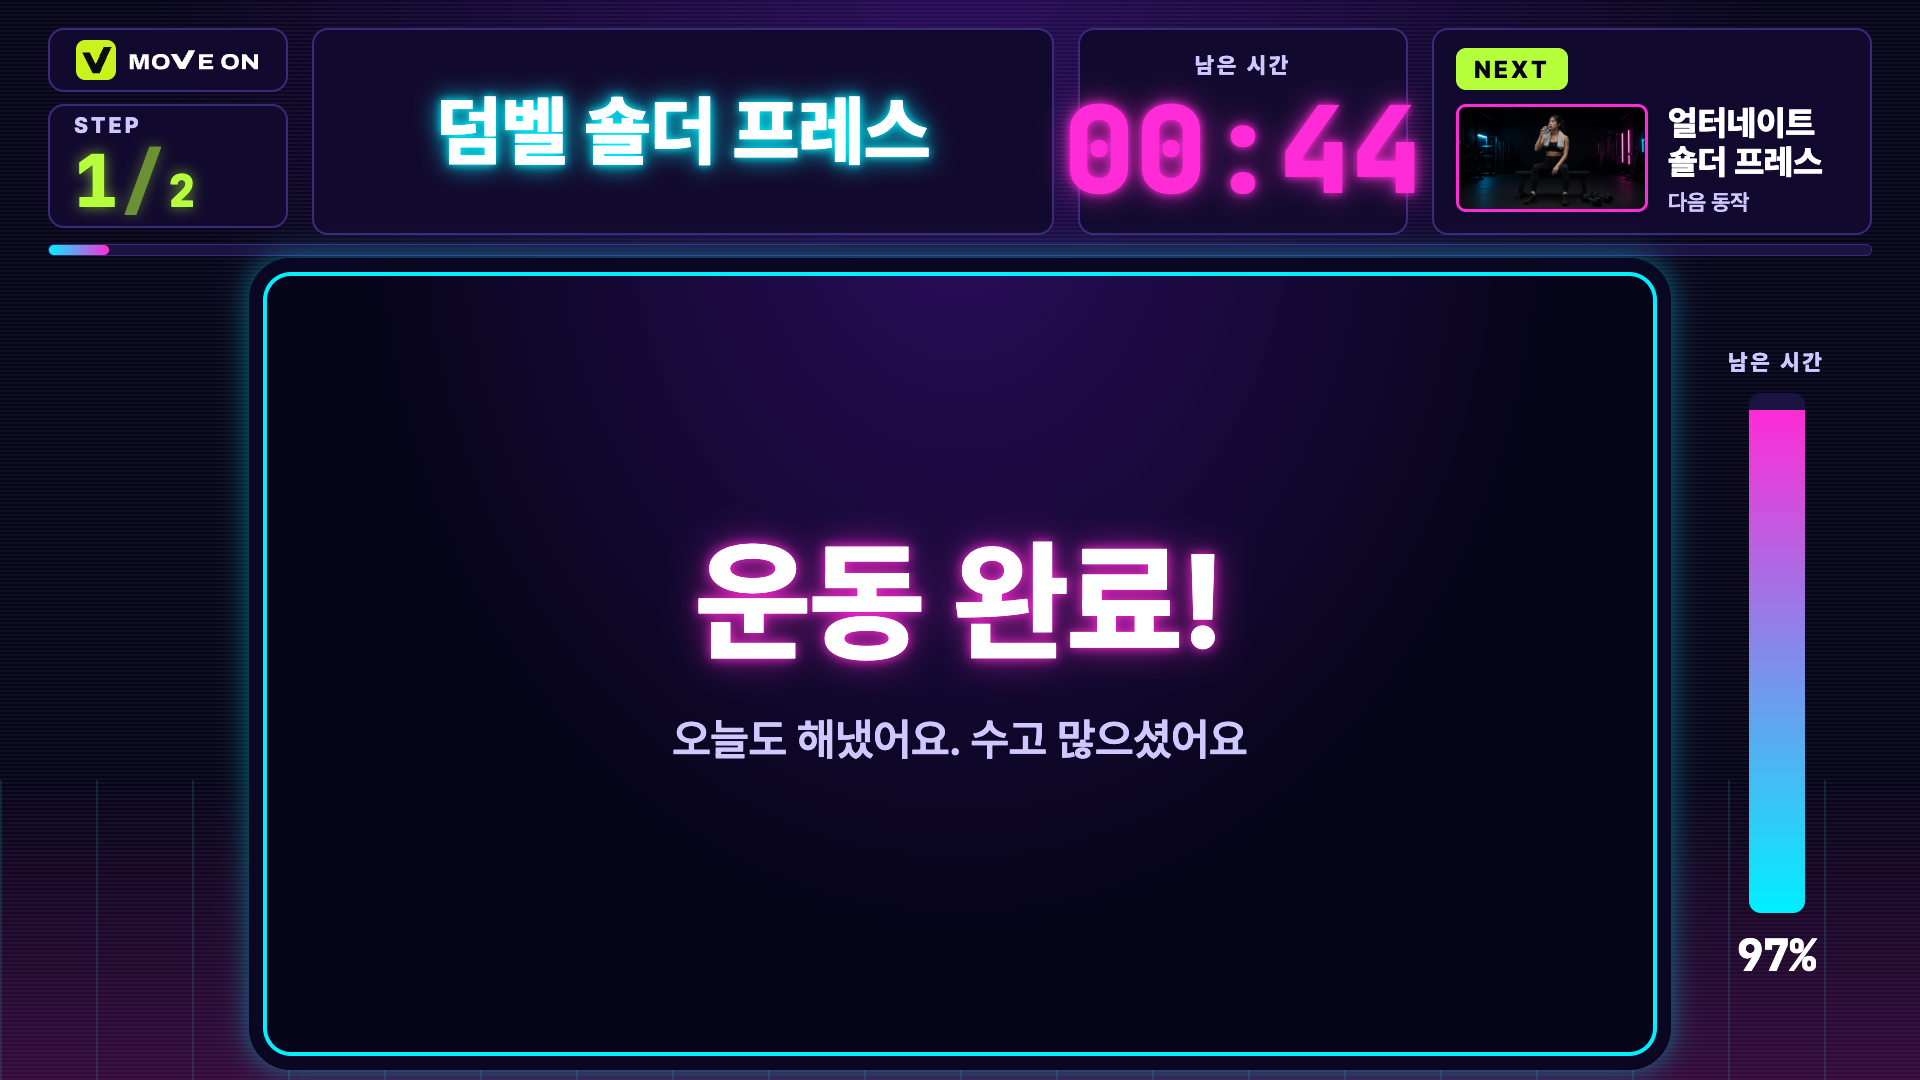 MOVE ON
STEP
1/2
덤벨 숄더 프레스
남은 시간
00:44
NEXT
얼터네이트
숄더 프레스
다음 동작
운동 완료!
오늘도 해냈어요. 수고 많으셨어요
남은 시간
97%